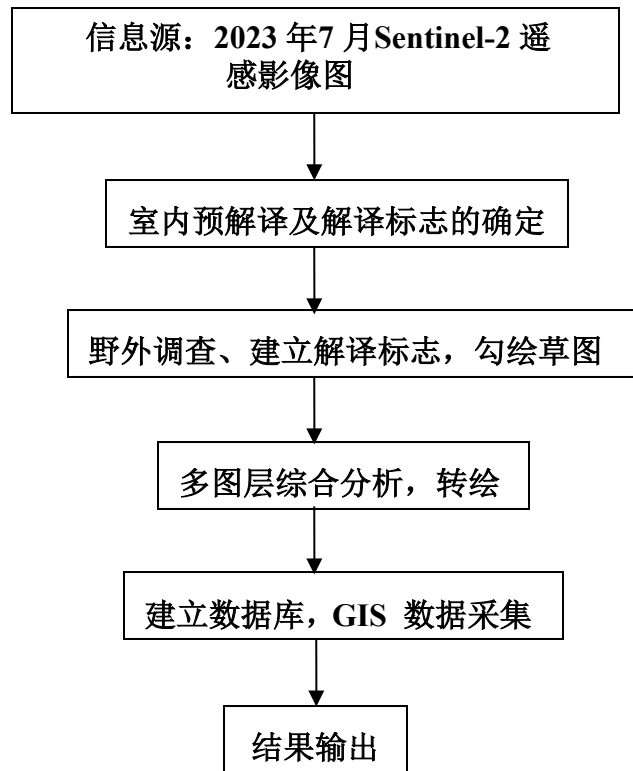 信息源：2023 年7 月Sentinel-2 遥
感影像图
室内预解译及解译标志的确定
野外调查、建立解译标志，勾绘草图
多图层综合分析，转绘
建立数据库，GIS 数据采集
结果输出